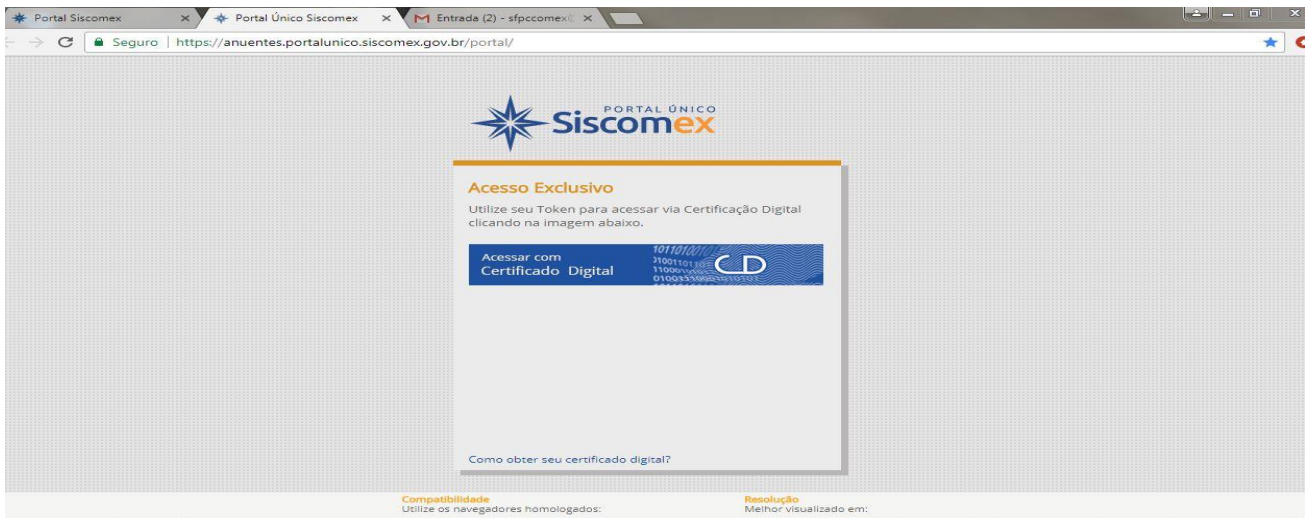 Portal Siscomex
Portal Único Siscomex
Entrada (2) - sfpccomex
Seguro | https://anuentes.portalunico.siscomex.gov.br/portal/
PORTAL ÚNICO
Siscomex
Acesso Exclusivo
Utilize seu Token para acessar via Certificação Digital
clicando na imagem abaixo.
Acessar com
Certificado Digital
CD
Como obter seu certificado digital?
Compatibilidade
Utilize os navegadores homologados:
Resolução
Melhor visualizado em: